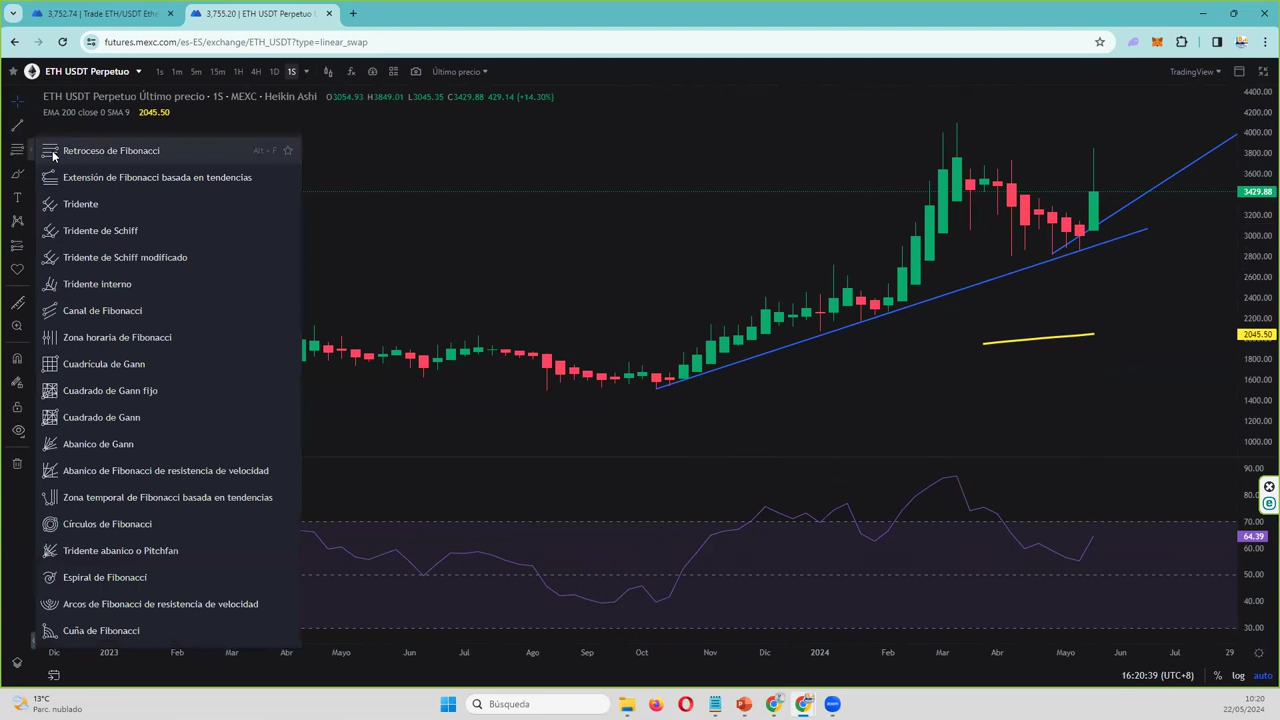 3,752.74 | Trade ETH/USDT Ethe
3,755.20 | ETH USDT Perpetuo
futures.mexc.com/es-ES/exchange/ETH_USDT?type=linear_swap
ETH USDT Perpetuo 1s 1m 5m 15m 1H 4H 1D 1S Último precio TradingView
ETH USDT Perpetuo Último precio · 1S · MEXC · Heikin Ashi O3054.93 H3849.01 L3045.35 C3429.88 429.14 (+14.30%)
EMA 200 close 0 SMA 9 2045.50
Retroceso de Fibonacci Alt + F
Extensión de Fibonacci basada en tendencias
Tridente
Tridente de Schiff
Tridente de Schiff modificado
Tridente interno
Canal de Fibonacci
Zona horaria de Fibonacci
Cuadrícula de Gann
Cuadrado de Gann fijo
Cuadrado de Gann
Abanico de Gann
Abanico de Fibonacci de resistencia de velocidad
Zona temporal de Fibonacci basada en tendencias
Círculos de Fibonacci
Tridente abanico o Pitchfan
Espiral de Fibonacci
Arcos de Fibonacci de resistencia de velocidad
Cuña de Fibonacci
4400.00
4200.00
4000.00
3800.00
3600.00
3429.88
3200.00
3000.00
2800.00
2600.00
2400.00
2200.00
2045.50
1800.00
1600.00
1400.00
1200.00
1000.00
90.00
80.
70.00
64.39
60.00
50.00
40.00
30.00
Dic 2023 Feb Mar Abr Mayo Jun Jul Ago Sep Oct Nov Dic 2024 Feb Mar Abr Mayo Jun Jul 29
16:20:39 (UTC+8) % log auto
13°C
Parc. nublado
Búsqueda
10:20
22/05/2024